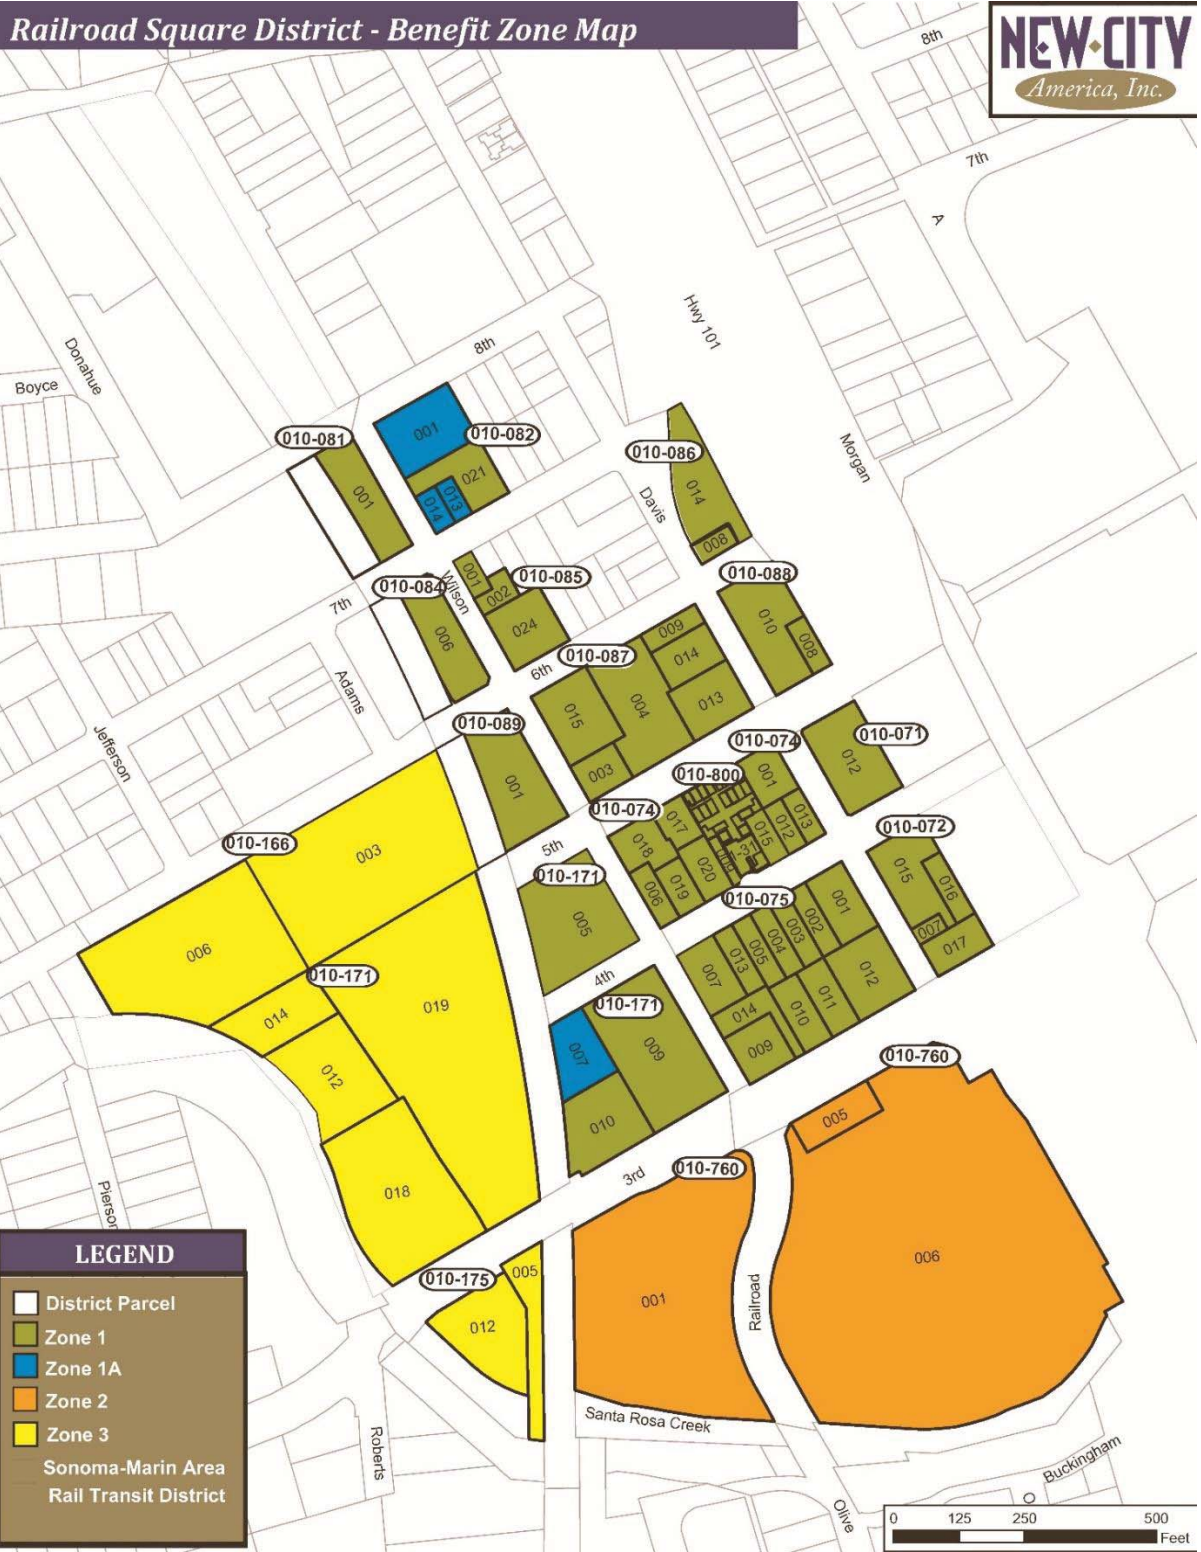 Railroad Square District - Benefit Zone Map
NEW CITY
America, Inc.
8th
7th
A
Hwy 101
Donahue
Boyce
8th
Morgan
010-081
001
010-082
021
013
014
001
010-086
014
008
Davis
010-084
Wilson
001
002
010-085
024
006
010-088
010
008
7th
Adams
6th
010-087
009
014
013
004
015
003
Jefferson
010-089
001
010-074
010-071
012
010-800
001
010-074
017
018
013
012
015
1-31
009
020
019
006
010-072
015
016
007
017
010-166
003
006
5th
010-171
005
010-075
001
002
003
004
005
013
007
012
011
010
014
009
010-171
014
019
012
018
4th
010-171
007
009
010
010-760
005
006
3rd
010-760
001
Railroad
Pierson
010-175
005
012
Santa Rosa Creek
Roberts
Olive
Buckingham
O
LEGEND
District Parcel
Zone 1
Zone 1A
Zone 2
Zone 3
Sonoma-Marin Area
Rail Transit District
0 125 250 500
Feet